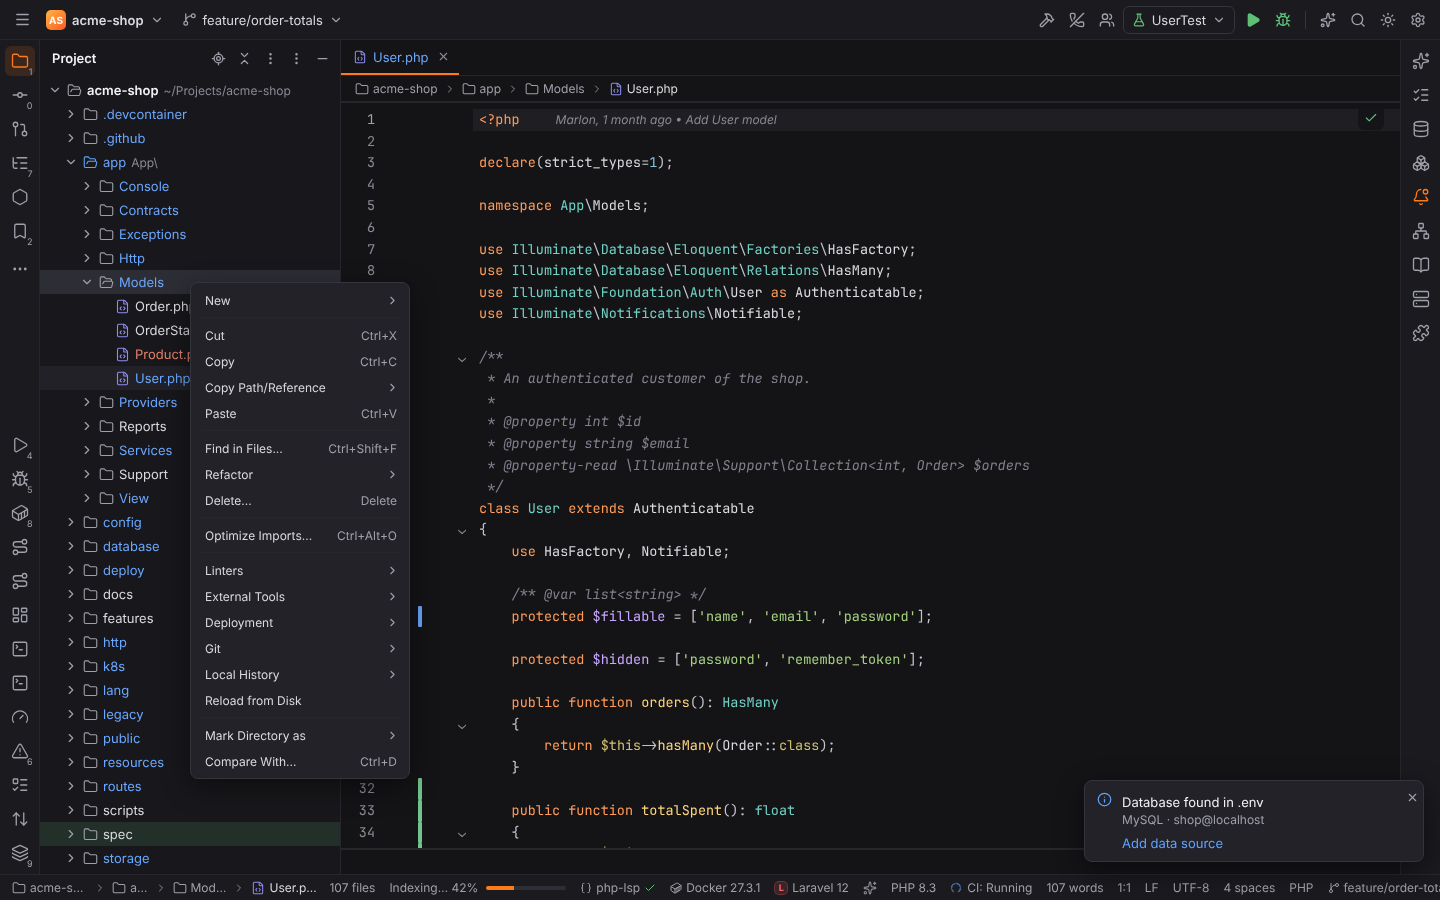 AS acme-shop feature/order-totals UserTest
Project
User.php
acme-shop ~/Projects/acme-shop
.devcontainer
.github
app App\
Console
Contracts
Exceptions
Http
Models
Order.php
OrderSta
Product.p
User.php
Providers
Reports
Services
Support
View
config
database
deploy
docs
features
http
k8s
lang
legacy
public
resources
routes
scripts
spec
storage
1
0
7
2
4
5
8
6
9
New
Cut Ctrl+X
Copy Ctrl+C
Copy Path/Reference
Paste Ctrl+V
Find in Files... Ctrl+Shift+F
Refactor
Delete... Delete
Optimize Imports... Ctrl+Alt+O
Linters
External Tools
Deployment
Git
Local History
Reload from Disk
Mark Directory as
Compare With... Ctrl+D
acme-shop app Models User.php
1 <?php Marlon, 1 month ago • Add User model
2
3 declare(strict_types=1);
4
5 namespace App\Models;
6
7 use Illuminate\Database\Eloquent\Factories\HasFactory;
8 use Illuminate\Database\Eloquent\Relations\HasMany;
use Illuminate\Foundation\Auth\User as Authenticatable;
use Illuminate\Notifications\Notifiable;
/**
* An authenticated customer of the shop.
*
* @property int $id
* @property string $email
* @property-read \Illuminate\Support\Collection<int, Order> $orders
*/
class User extends Authenticatable
{
use HasFactory, Notifiable;
/** @var list<string> */
protected $fillable = ['name', 'email', 'password'];
protected $hidden = ['password', 'remember_token'];
public function orders(): HasMany
{
return $this->hasMany(Order::class);
}
32
33 public function totalSpent(): float
34 {
Database found in .env
MySQL · shop@localhost
Add data source
acme-s... a... Mod... User.p... 107 files Indexing... 42% php-lsp Docker 27.3.1 L Laravel 12 PHP 8.3 CI: Running 107 words 1:1 LF UTF-8 4 spaces PHP feature/order-tot